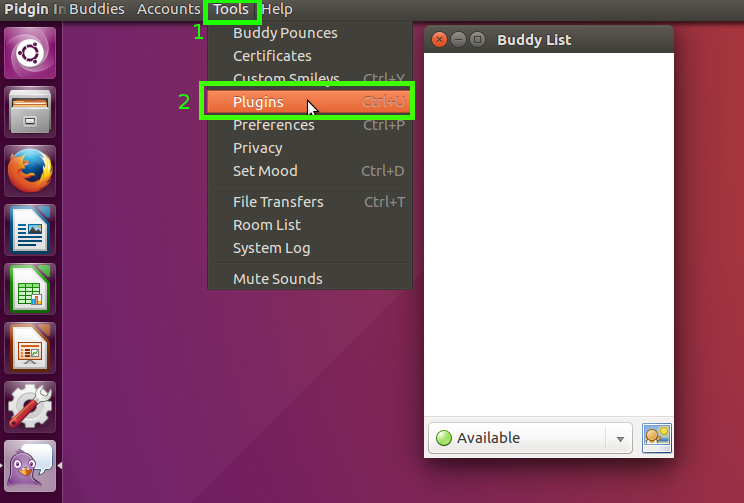 Pidgin In Buddies Accounts Tools Help
1
Buddy Pounces
Certificates
Custom Smileys Ctrl+Y
2
Plugins Ctrl+U
Preferences Ctrl+P
Privacy
Set Mood Ctrl+D
File Transfers Ctrl+T
Room List
System Log
Mute Sounds
Buddy List
Available